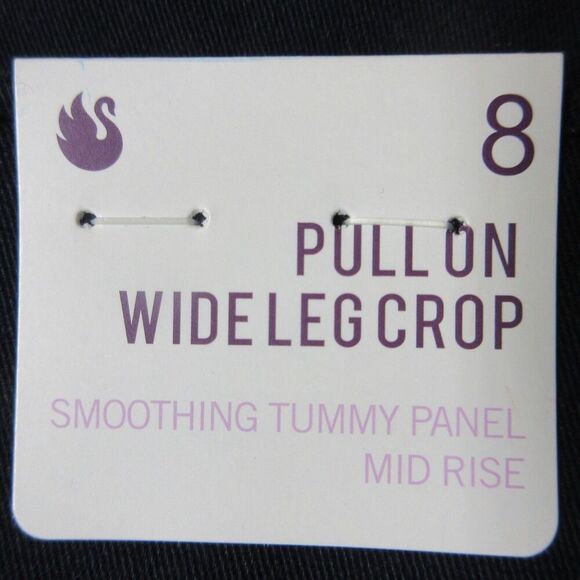 8
PULL ON
WIDE LEG CROP
SMOOTHING TUMMY PANEL
MID RISE